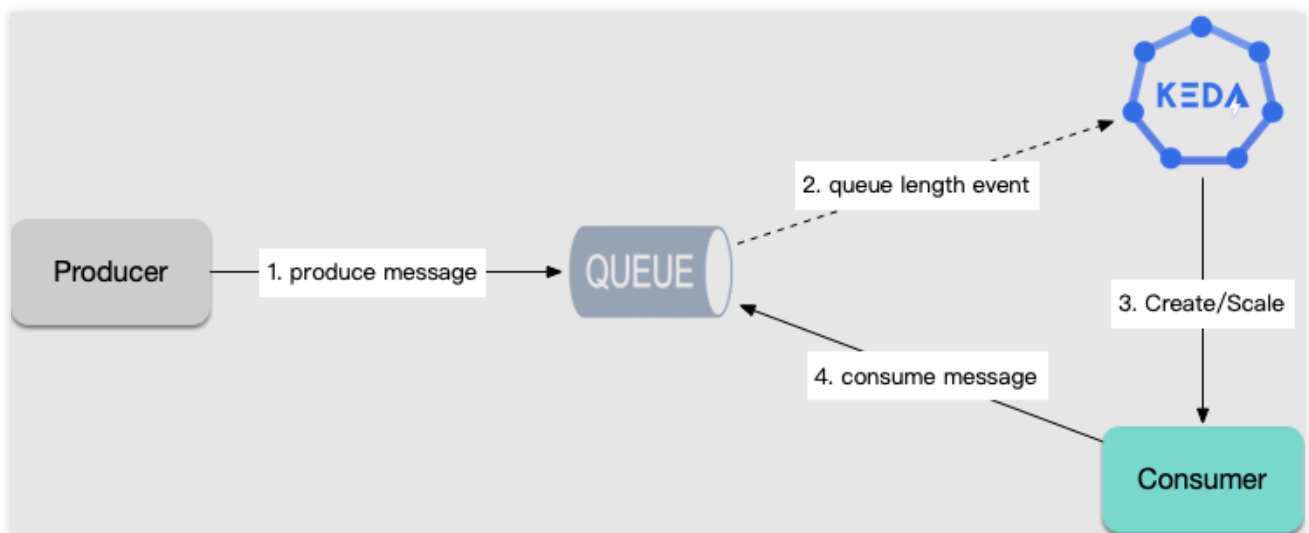 KEDA
2. queue length event
Producer
1. produce message
QUEUE
3. Create/Scale
4. consume message
Consumer